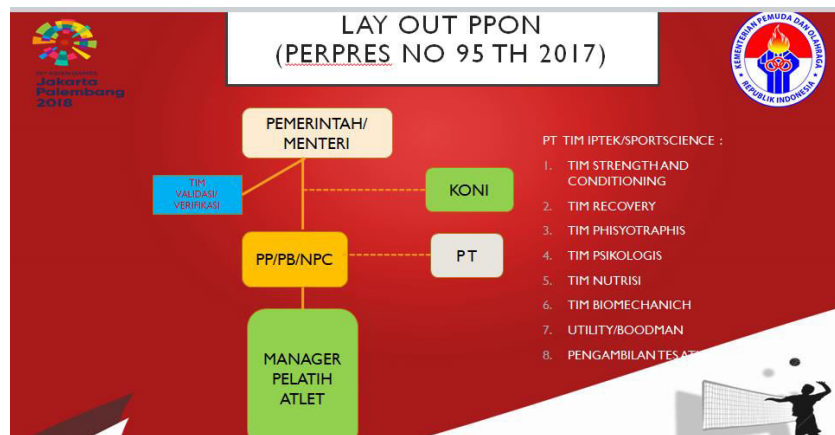 LAY OUT PPON
(PERPRES NO 95 TH 2017)
Jakarta
Palembang
2018
KEMENTERIAN PEMUDA DAN OLAHRAGA
REPUBLIK INDONESIA
PEMERINTAH/
MENTERI
TIM
VALIDASI/
VERIFIKASI
KONI
PP/PB/NPC
PT
MANAGER
PELATIH
ATLET
PT TIM IPTEK/SPORTSCIENCE :
1. TIM STRENGTH AND
CONDITIONING
2. TIM RECOVERY
3. TIM PHISYOTRAPHIS
4. TIM PSIKOLOGIS
5. TIM NUTRISI
6. TIM BIOMECHANICH
7. UTILITY/BOODMAN
8. PENGAMBILAN TES